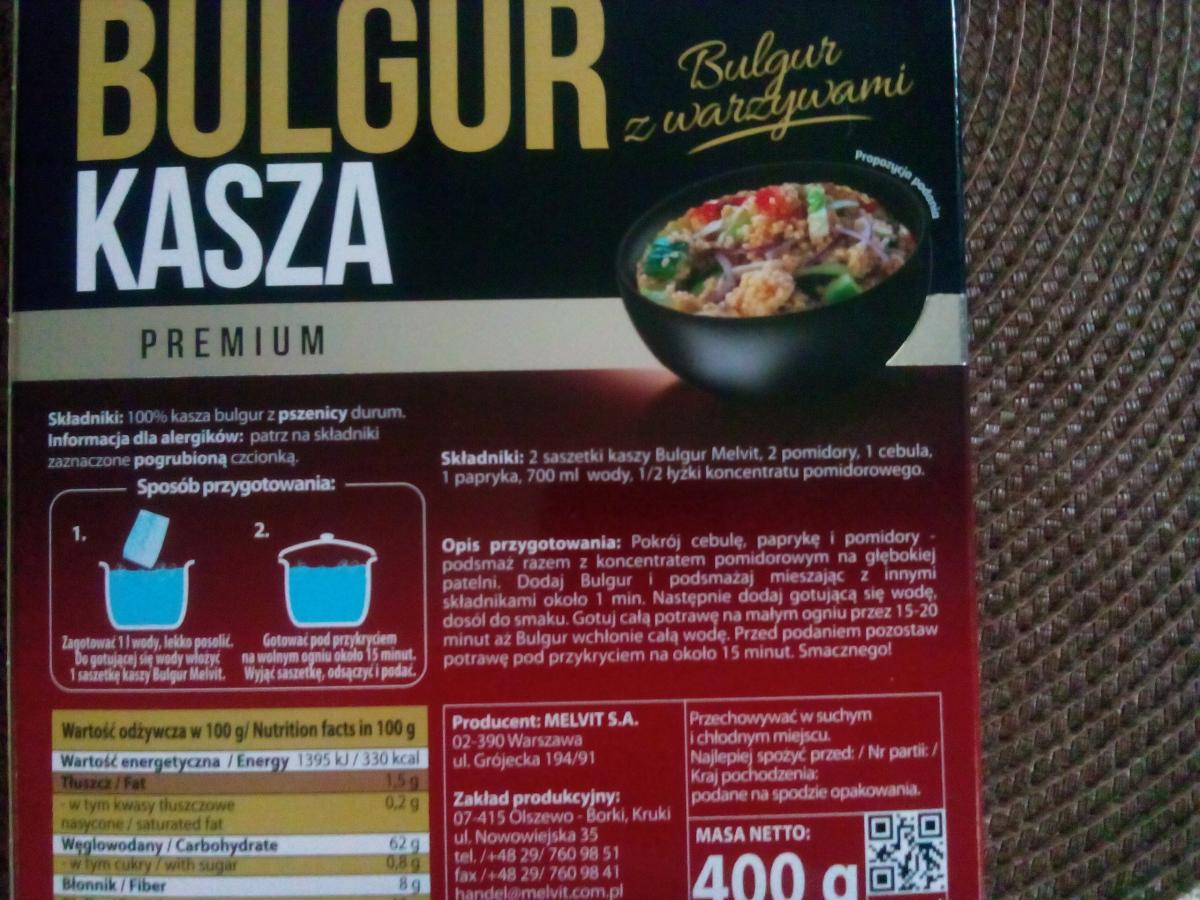 BULGUR
KASZA
Bulgur
z warzywami
Propozycja podania
PREMIUM
Składniki: 100% kasza bulgur z pszenicy durum.
Informacja dla alergików: patrz na składniki
zaznaczone pogrubioną czcionką.
Sposób przygotowania:
1.
Zagotować 1 l wody, lekko posolić.
Do gotującej się wody włożyć
1 saszetkę kaszy Bulgur Melvit.
2.
Gotować pod przykryciem
na wolnym ogniu około 15 minut.
Wyjąć saszetkę, odsączyć i podać.
Składniki: 2 saszetki kaszy Bulgur Melvit, 2 pomidory, 1 cebula,
1 papryka, 700 ml wody, 1/2 łyżki koncentratu pomidorowego.
Opis przygotowania: Pokrój cebulę, paprykę i pomidory -
podsmaż razem z koncentratem pomidorowym na głębokiej
patelni. Dodaj Bulgur i podsmażaj mieszając z innymi
składnikami około 1 min. Następnie dodaj gotującą się wodę,
dosól do smaku. Gotuj całą potrawę na małym ogniu przez 15-20
minut aż Bulgur wchłonie całą wodę. Przed podaniem pozostaw
potrawę pod przykryciem na około 15 minut. Smacznego!
Wartość odżywcza w 100 g/ Nutrition facts in 100 g
Wartość energetyczna / Energy 1395 kJ / 330 kcal
Tłuszcz / Fat 1,5 g
- w tym kwasy tłuszczowe 0,2 g
nasycone / saturated fat
Węglowodany / Carbohydrate 62 g
- w tym cukry / with sugar 0,8 g
Błonnik / Fiber 8 g
Producent: MELVIT S.A.
02-390 Warszawa
ul. Grójecka 194/91
Zakład produkcyjny:
07-415 Olszewo - Borki, Kruki
ul. Nowowiejska 35
tel. /+48 29/ 760 98 51
fax /+48 29/ 760 98 41
handel@melvit.com.pl
Przechowywać w suchym
i chłodnym miejscu.
Najlepiej spożyć przed: / Nr partii: /
Kraj pochodzenia:
podane na spodzie opakowania.
MASA NETTO:
400 g